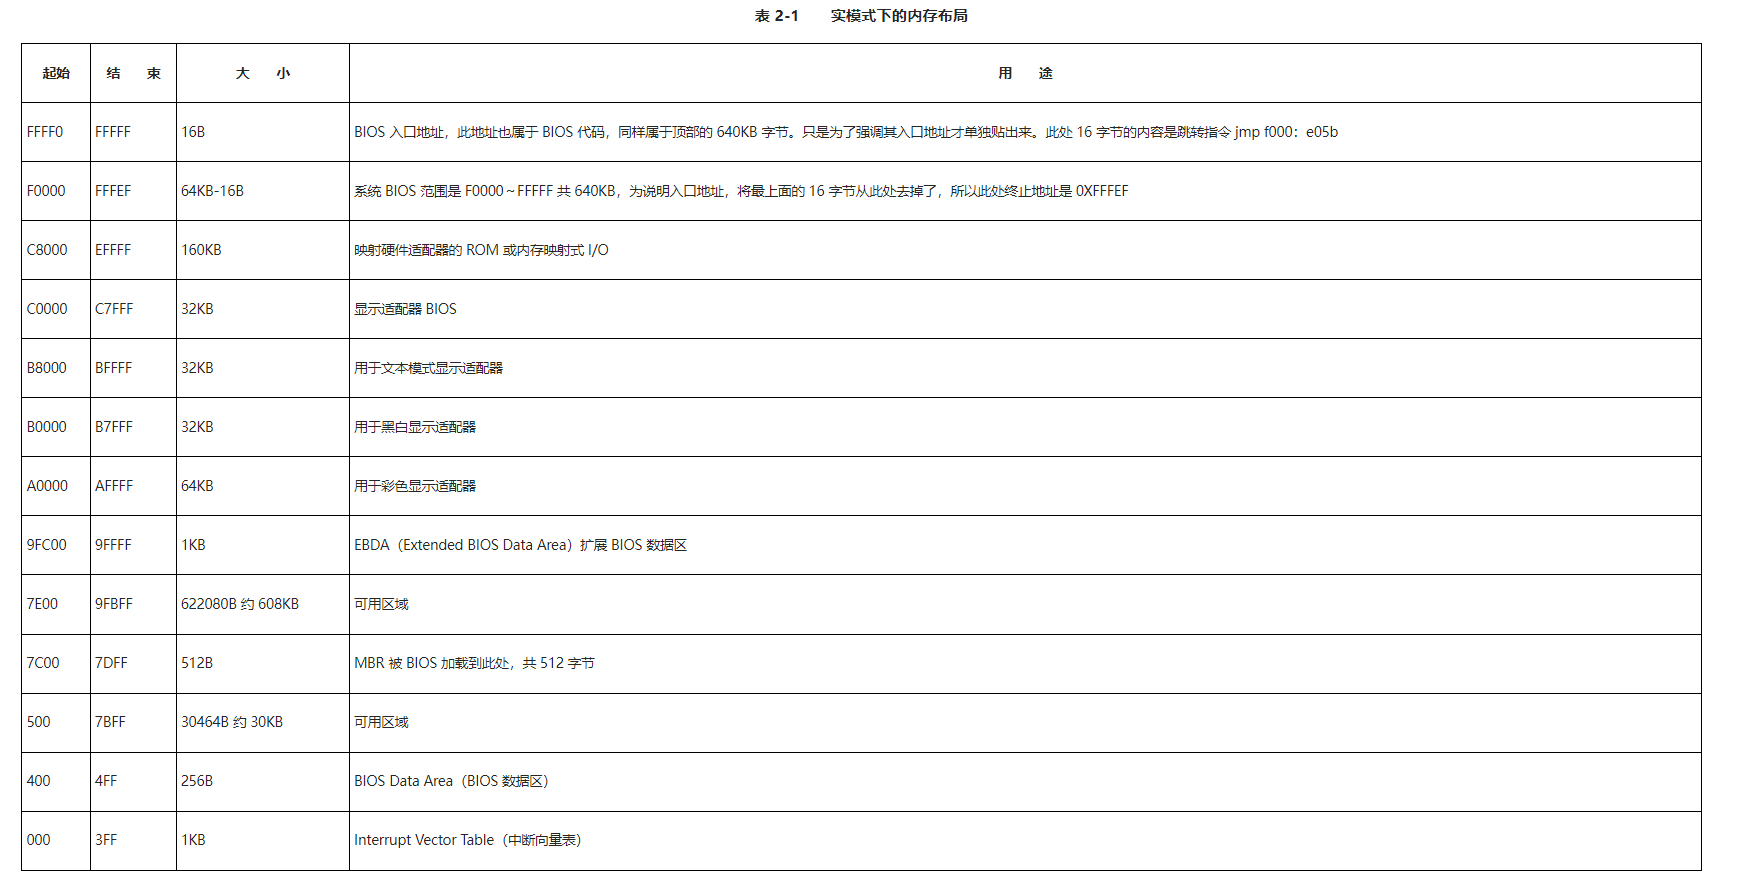 表 2-1 实模式下的内存布局
起始 结 束 大 小 用 途
FFFF0 FFFFF 16B BIOS 入口地址，此地址也属于 BIOS 代码，同样属于顶部的 640KB 字节。只是为了强调其入口地址才单独贴出来。此处 16 字节的内容是跳转指令 jmp f000：e05b
F0000 FFFEF 64KB-16B 系统 BIOS 范围是 F0000～FFFFF 共 640KB，为说明入口地址，将最上面的 16 字节从此处去掉了，所以此处终止地址是 0XFFFEF
C8000 EFFFF 160KB 映射硬件适配器的 ROM 或内存映射式 I/O
C0000 C7FFF 32KB 显示适配器 BIOS
B8000 BFFFF 32KB 用于文本模式显示适配器
B0000 B7FFF 32KB 用于黑白显示适配器
A0000 AFFFF 64KB 用于彩色显示适配器
9FC00 9FFFF 1KB EBDA（Extended BIOS Data Area）扩展 BIOS 数据区
7E00 9FBFF 622080B 约 608KB 可用区域
7C00 7DFF 512B MBR 被 BIOS 加载到此处，共 512 字节
500 7BFF 30464B 约 30KB 可用区域
400 4FF 256B BIOS Data Area（BIOS 数据区）
000 3FF 1KB Interrupt Vector Table（中断向量表）